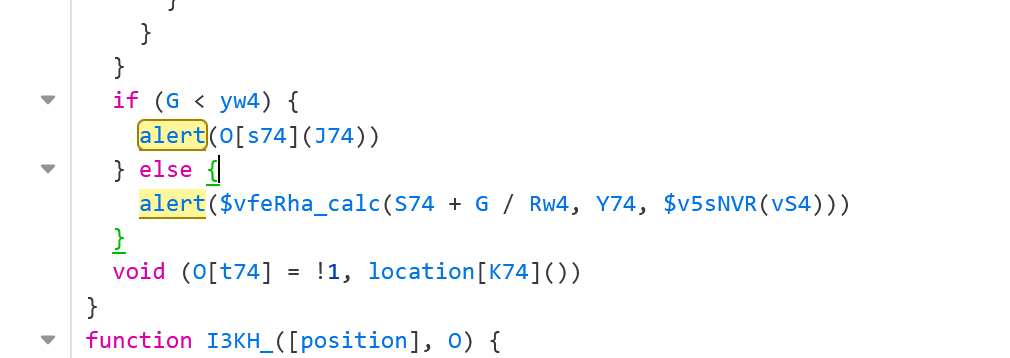 }
}
}
if (G < yw4) {
alert(O[s74](J74))
} else {
alert($vfeRha_calc(S74 + G / Rw4, Y74, $v5sNVR(vS4)))
}
void (O[t74] = !1, location[K74]())
}
function I3KH_([position], O) {